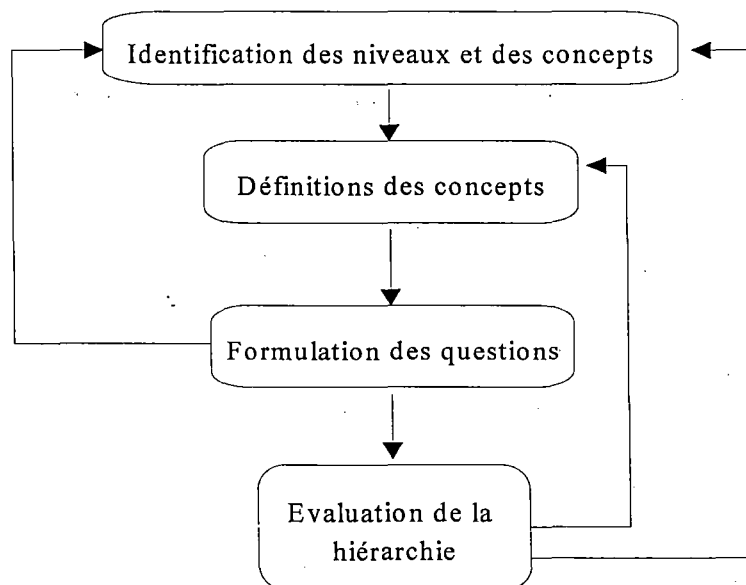 Identification des niveaux et des concepts
Définitions des concepts
Formulation des questions
Evaluation de la
hiérarchie